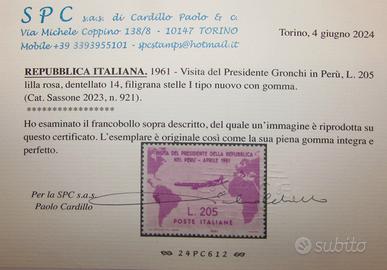 SPC s.a.s. di Cardillo Paolo & c.
Via Michele Coppino 138/8 - 10147 TORINO
Mobile +39 3393955101 - spcstamps@hotmail.it
Torino, 4 giugno 2024
REPUBBLICA ITALIANA. 1961 - Visita del Presidente Gronchi in Perù, L. 205
lilla rosa, dentellato 14, filigrana stelle I tipo nuovo con gomma.
(Cat. Sassone 2023, n. 921).
******************
Ho esaminato il francobollo sopra descritto, del quale un'immagine è riprodotta
su questo certificato. L'esemplare è originale così come la sua piena gomma integra e
perfetto.
Per la SPC s.a.s.
Paolo Cardillo
VISITA DEL PRESIDENTE DELLA REPUBBLICA
NEL PERU' - APRILE 1961
L. 205
POSTE ITALIANE
24PC612
subito